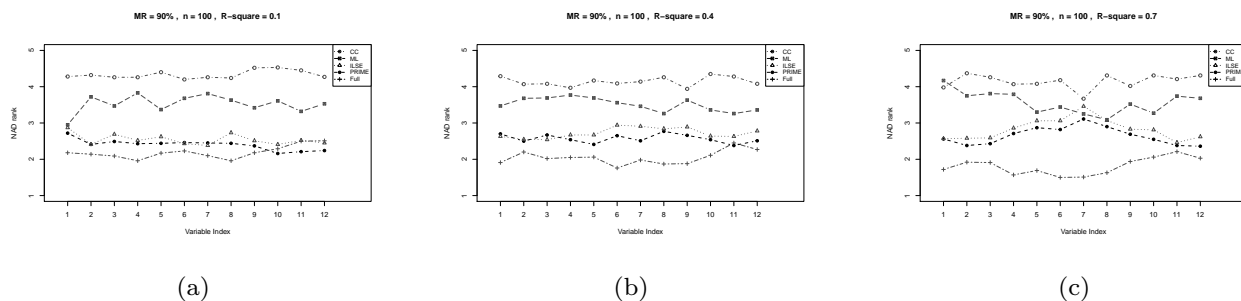 MR = 90% , n = 100 , R−square = 0.1
NAD rank
5
4
3
2
1
CC
ML
ILSE
PRIME
Full
1 2 3 4 5 6 7 8 9 10 11 12
Variable Index
(a)
MR = 90% , n = 100 , R−square = 0.4
NAD rank
5
4
3
2
1
CC
ML
ILSE
PRIME
Full
1 2 3 4 5 6 7 8 9 10 11 12
Variable Index
(b)
MR = 90% , n = 100 , R−square = 0.7
NAD rank
5
4
3
2
1
CC
ML
ILSE
PRIME
Full
1 2 3 4 5 6 7 8 9 10 11 12
Variable Index
(c)